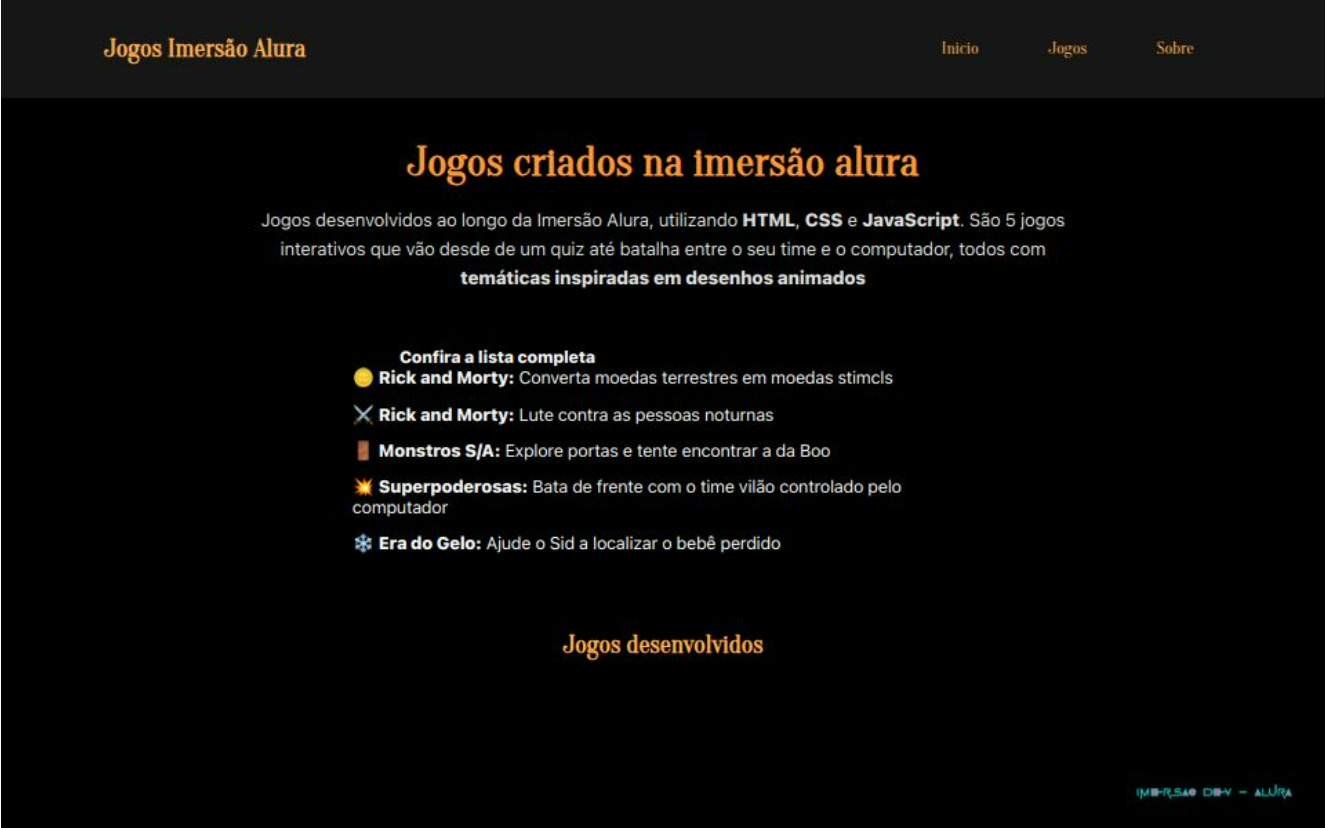 Jogos Imersão Alura
Inicio Jogos Sobre
Jogos criados na imersão alura
Jogos desenvolvidos ao longo da Imersão Alura, utilizando HTML, CSS e JavaScript. São 5 jogos
interativos que vão desde de um quiz até batalha entre o seu time e o computador, todos com
temáticas inspiradas em desenhos animados
Confira a lista completa
🪙 Rick and Morty: Converta moedas terrestres em moedas stimcls
⚔️ Rick and Morty: Lute contra as pessoas noturnas
🚪 Monstros S/A: Explore portas e tente encontrar a da Boo
💥 Superpoderosas: Bata de frente com o time vilão controlado pelo
computador
❄️ Era do Gelo: Ajude o Sid a localizar o bebê perdido
Jogos desenvolvidos
IMERSAO DEV - ALURA